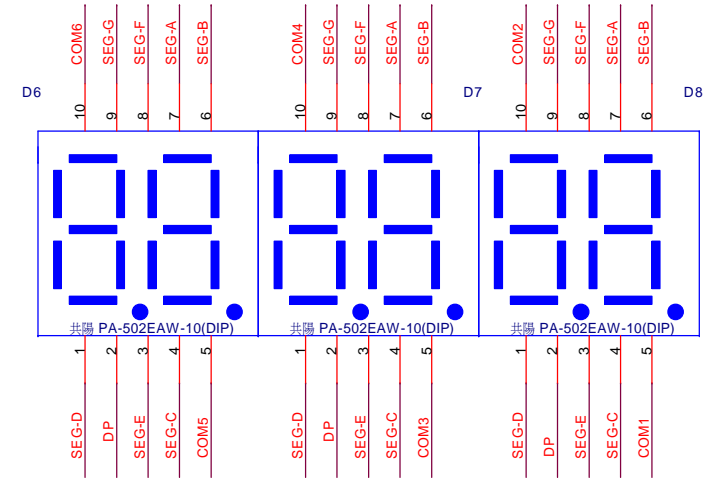 COM6 SEG-G SEG-F SEG-A SEG-B COM4 SEG-G SEG-F SEG-A SEG-B COM2 SEG-G SEG-F SEG-A SEG-B
D6 D7 D8
10 9 8 7 6 10 9 8 7 6 10 9 8 7 6
共陽 PA-502EAW-10(DIP) 共陽 PA-502EAW-10(DIP) 共陽 PA-502EAW-10(DIP)
1 2 3 4 5 1 2 3 4 5 1 2 3 4 5
SEG-D DP SEG-E SEG-C COM5 SEG-D DP SEG-E SEG-C COM3 SEG-D DP SEG-E SEG-C COM1